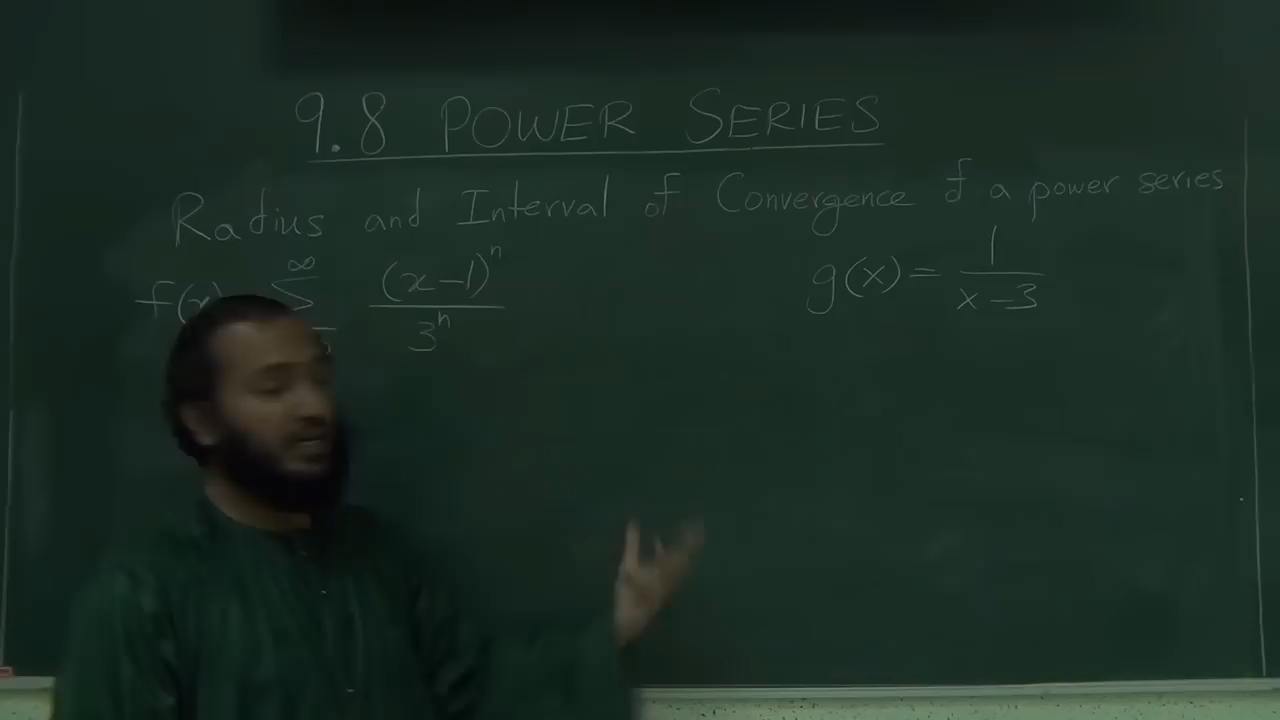 9.8 POWER SERIES
Radius and Interval of Convergence of a power series
f(x) ∞ Σ (x-1)^n / 3^n
g(x) = 1 / (x-3)